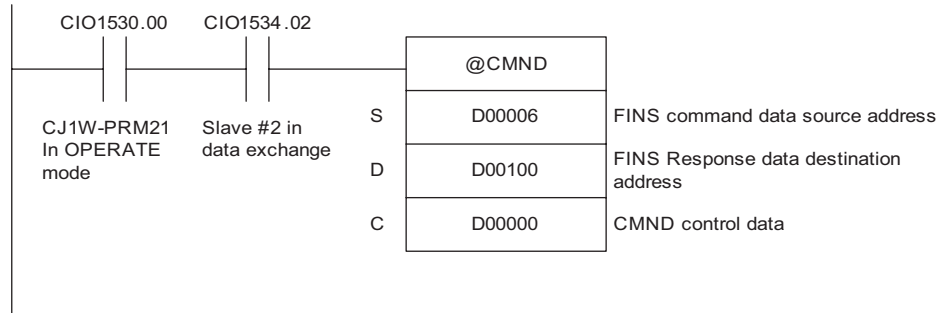 CIO1530.00 CIO1534.02
@CMND
S D00006 FINS command data source address
CJ1W-PRM21 Slave #2 in
In OPERATE data exchange
mode
D D00100 FINS Response data destination
address
C D00000 CMND control data